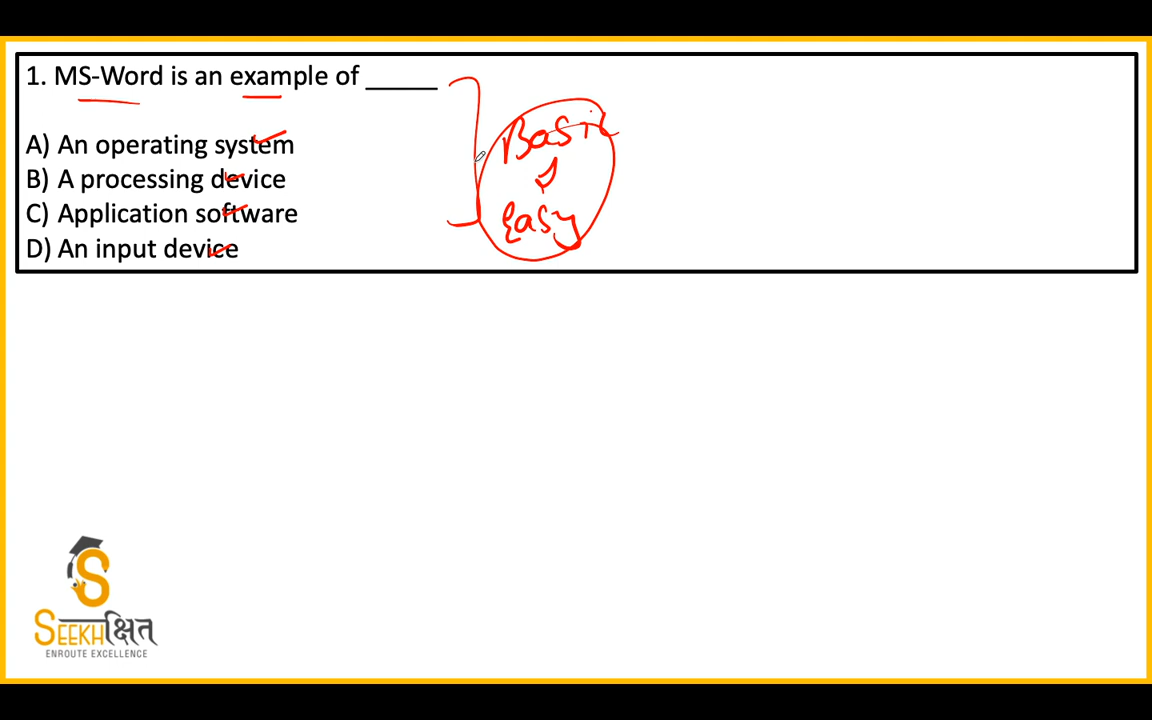 1. MS-Word is an example of _____
A) An operating system
B) A processing device
C) Application software
D) An input device
Basic
Easy
SEEKHक्षित
ENROUTE EXCELLENCE